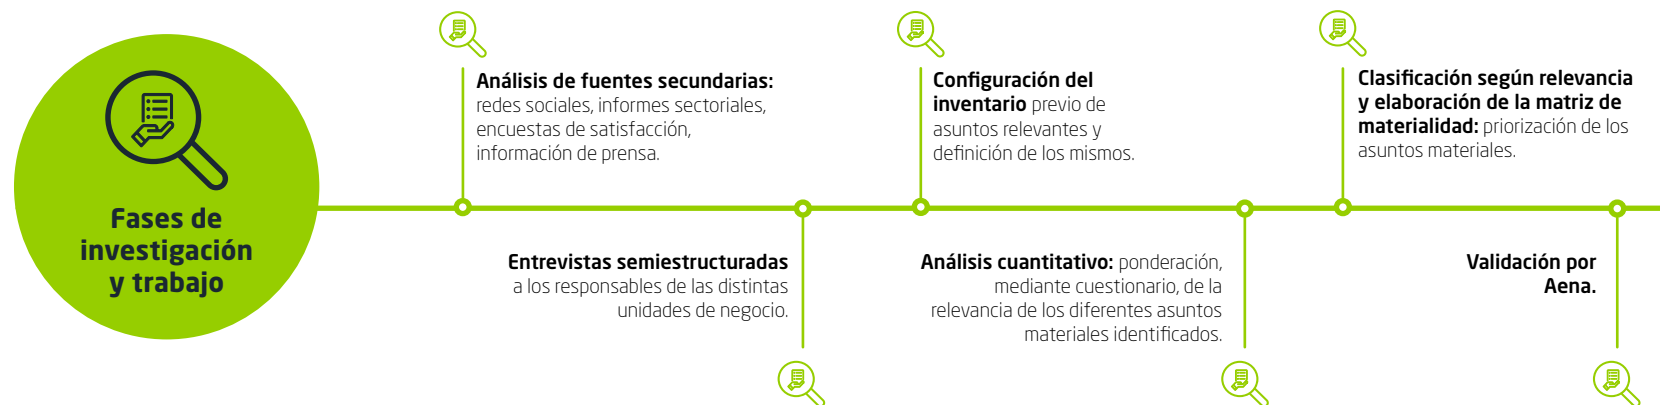 Fases de
investigación
y trabajo
Análisis de fuentes secundarias:
redes sociales, informes sectoriales,
encuestas de satisfacción,
información de prensa.
Entrevistas semiestructuradas
a los responsables de las distintas
unidades de negocio.
Configuración del
inventario previo de
asuntos relevantes y
definición de los mismos.
Análisis cuantitativo: ponderación,
mediante cuestionario, de la
relevancia de los diferentes asuntos
materiales identificados.
Clasificación según relevancia
y elaboración de la matriz de
materialidad: priorización de los
asuntos materiales.
Validación por
Aena.